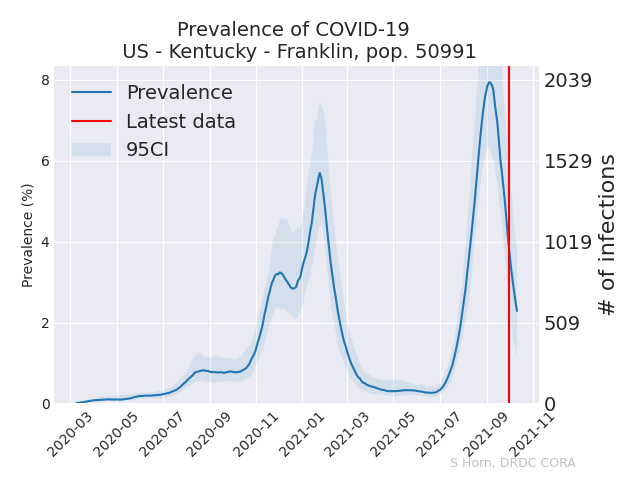 Prevalence of COVID-19
US - Kentucky - Franklin, pop. 50991
Prevalence
Latest data
95CI
Prevalence (%)
8
6
4
2
0
2039
1529
1019
509
0
# of infections
2020-03
2020-05
2020-07
2020-09
2020-11
2021-01
2021-03
2021-05
2021-07
2021-09
2021-11
S Horn, DRDC CORA